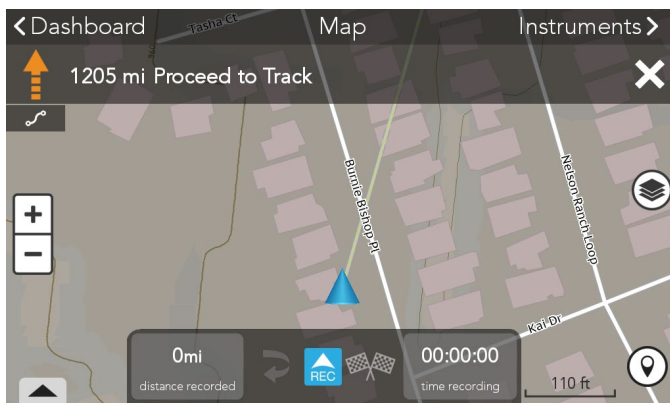 Dashboard
Map
Instruments
Tasha Ct
1205 mi Proceed to Track
Burnie Bishop Pl
Nelson Ranch Loop
+
−
Kai Dr
0mi
distance recorded
REC
00:00:00
time recording
110 ft